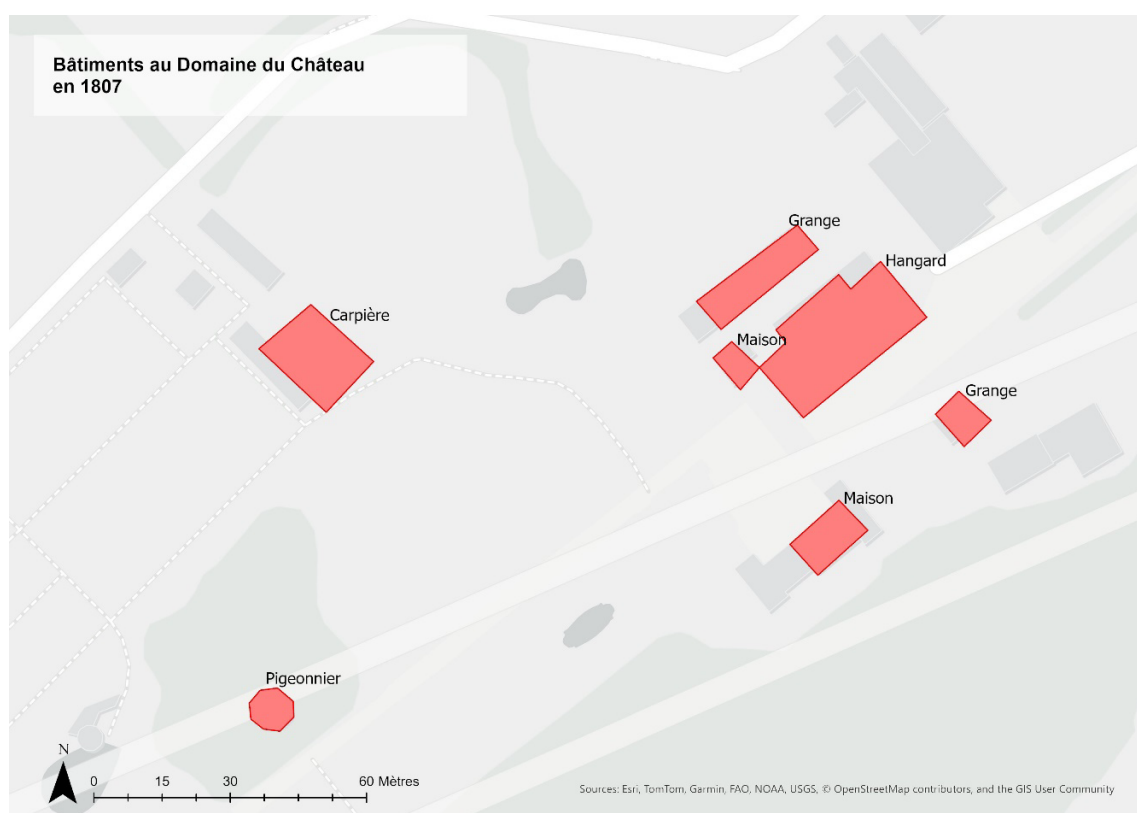 Bâtiments au Domaine du Château
en 1807
Grange
Hangard
Carpière
Maison
Grange
Maison
Pigeonnier
N
0 15 30 60 Mètres
Sources: Esri, TomTom, Garmin, FAO, NOAA, USGS, © OpenStreetMap contributors, and the GIS User Community